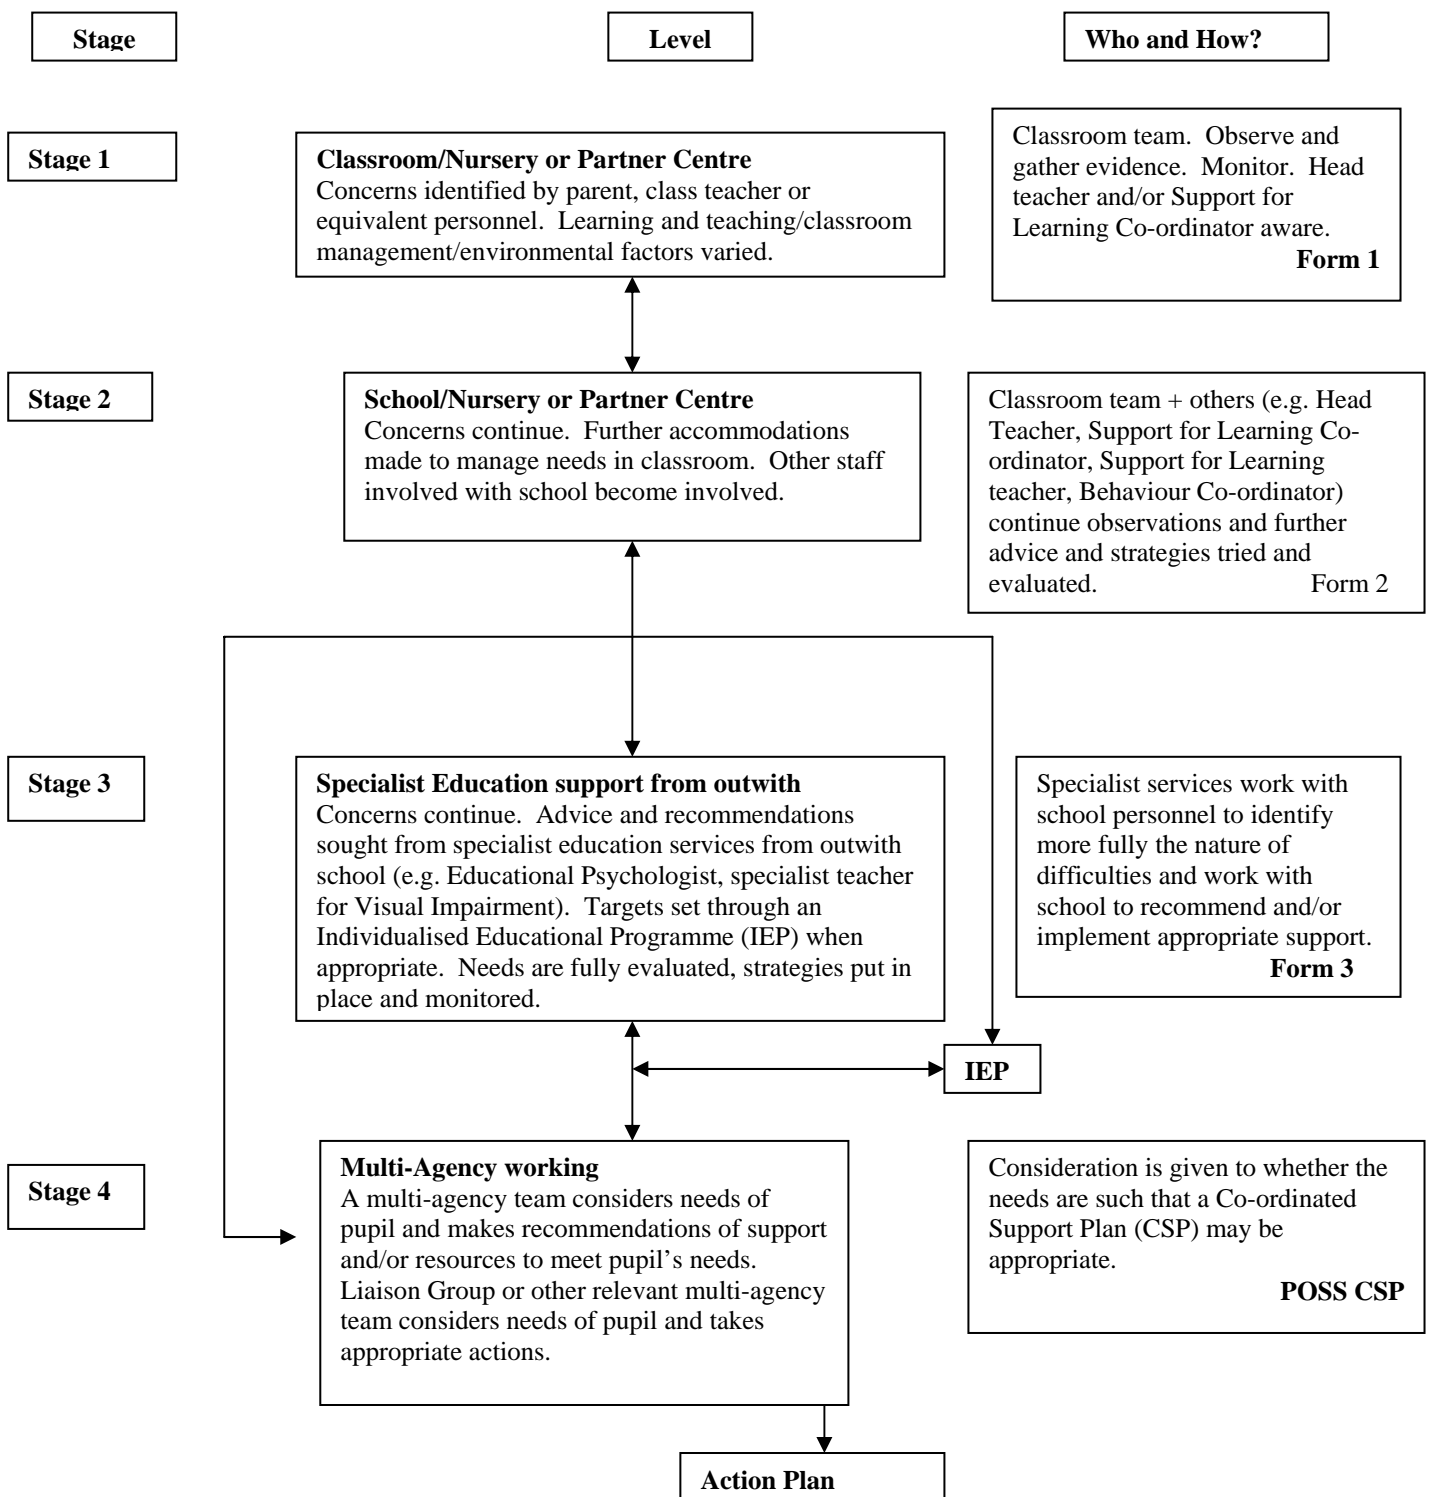 Stage
Level
Who and How?
Stage 1
Classroom/Nursery or Partner Centre
Concerns identified by parent, class teacher or
equivalent personnel.  Learning and teaching/classroom
management/environmental factors varied.
Classroom team.  Observe and
gather evidence.  Monitor.  Head
teacher and/or Support for
Learning Co-ordinator aware.
Form 1
Stage 2
School/Nursery or Partner Centre
Concerns continue.  Further accommodations
made to manage needs in classroom.  Other staff
involved with school become involved.
Classroom team + others (e.g. Head
Teacher, Support for Learning Co-
ordinator, Support for Learning
teacher, Behaviour Co-ordinator)
continue observations and further
advice and strategies tried and
evaluated. Form 2
Stage 3
Specialist Education support from outwith
Concerns continue.  Advice and recommendations
sought from specialist education services from outwith
school (e.g. Educational Psychologist, specialist teacher
for Visual Impairment).  Targets set through an
Individualised Educational Programme (IEP) when
appropriate.  Needs are fully evaluated, strategies put in
place and monitored.
Specialist services work with
school personnel to identify
more fully the nature of
difficulties and work with
school to recommend and/or
implement appropriate support.
Form 3
IEP
Stage 4
Multi-Agency working
A multi-agency team considers needs of
pupil and makes recommendations of support
and/or resources to meet pupil’s needs.
Liaison Group or other relevant multi-agency
team considers needs of pupil and takes
appropriate actions.
Consideration is given to whether the
needs are such that a Co-ordinated
Support Plan (CSP) may be
appropriate.
POSS CSP
Action Plan